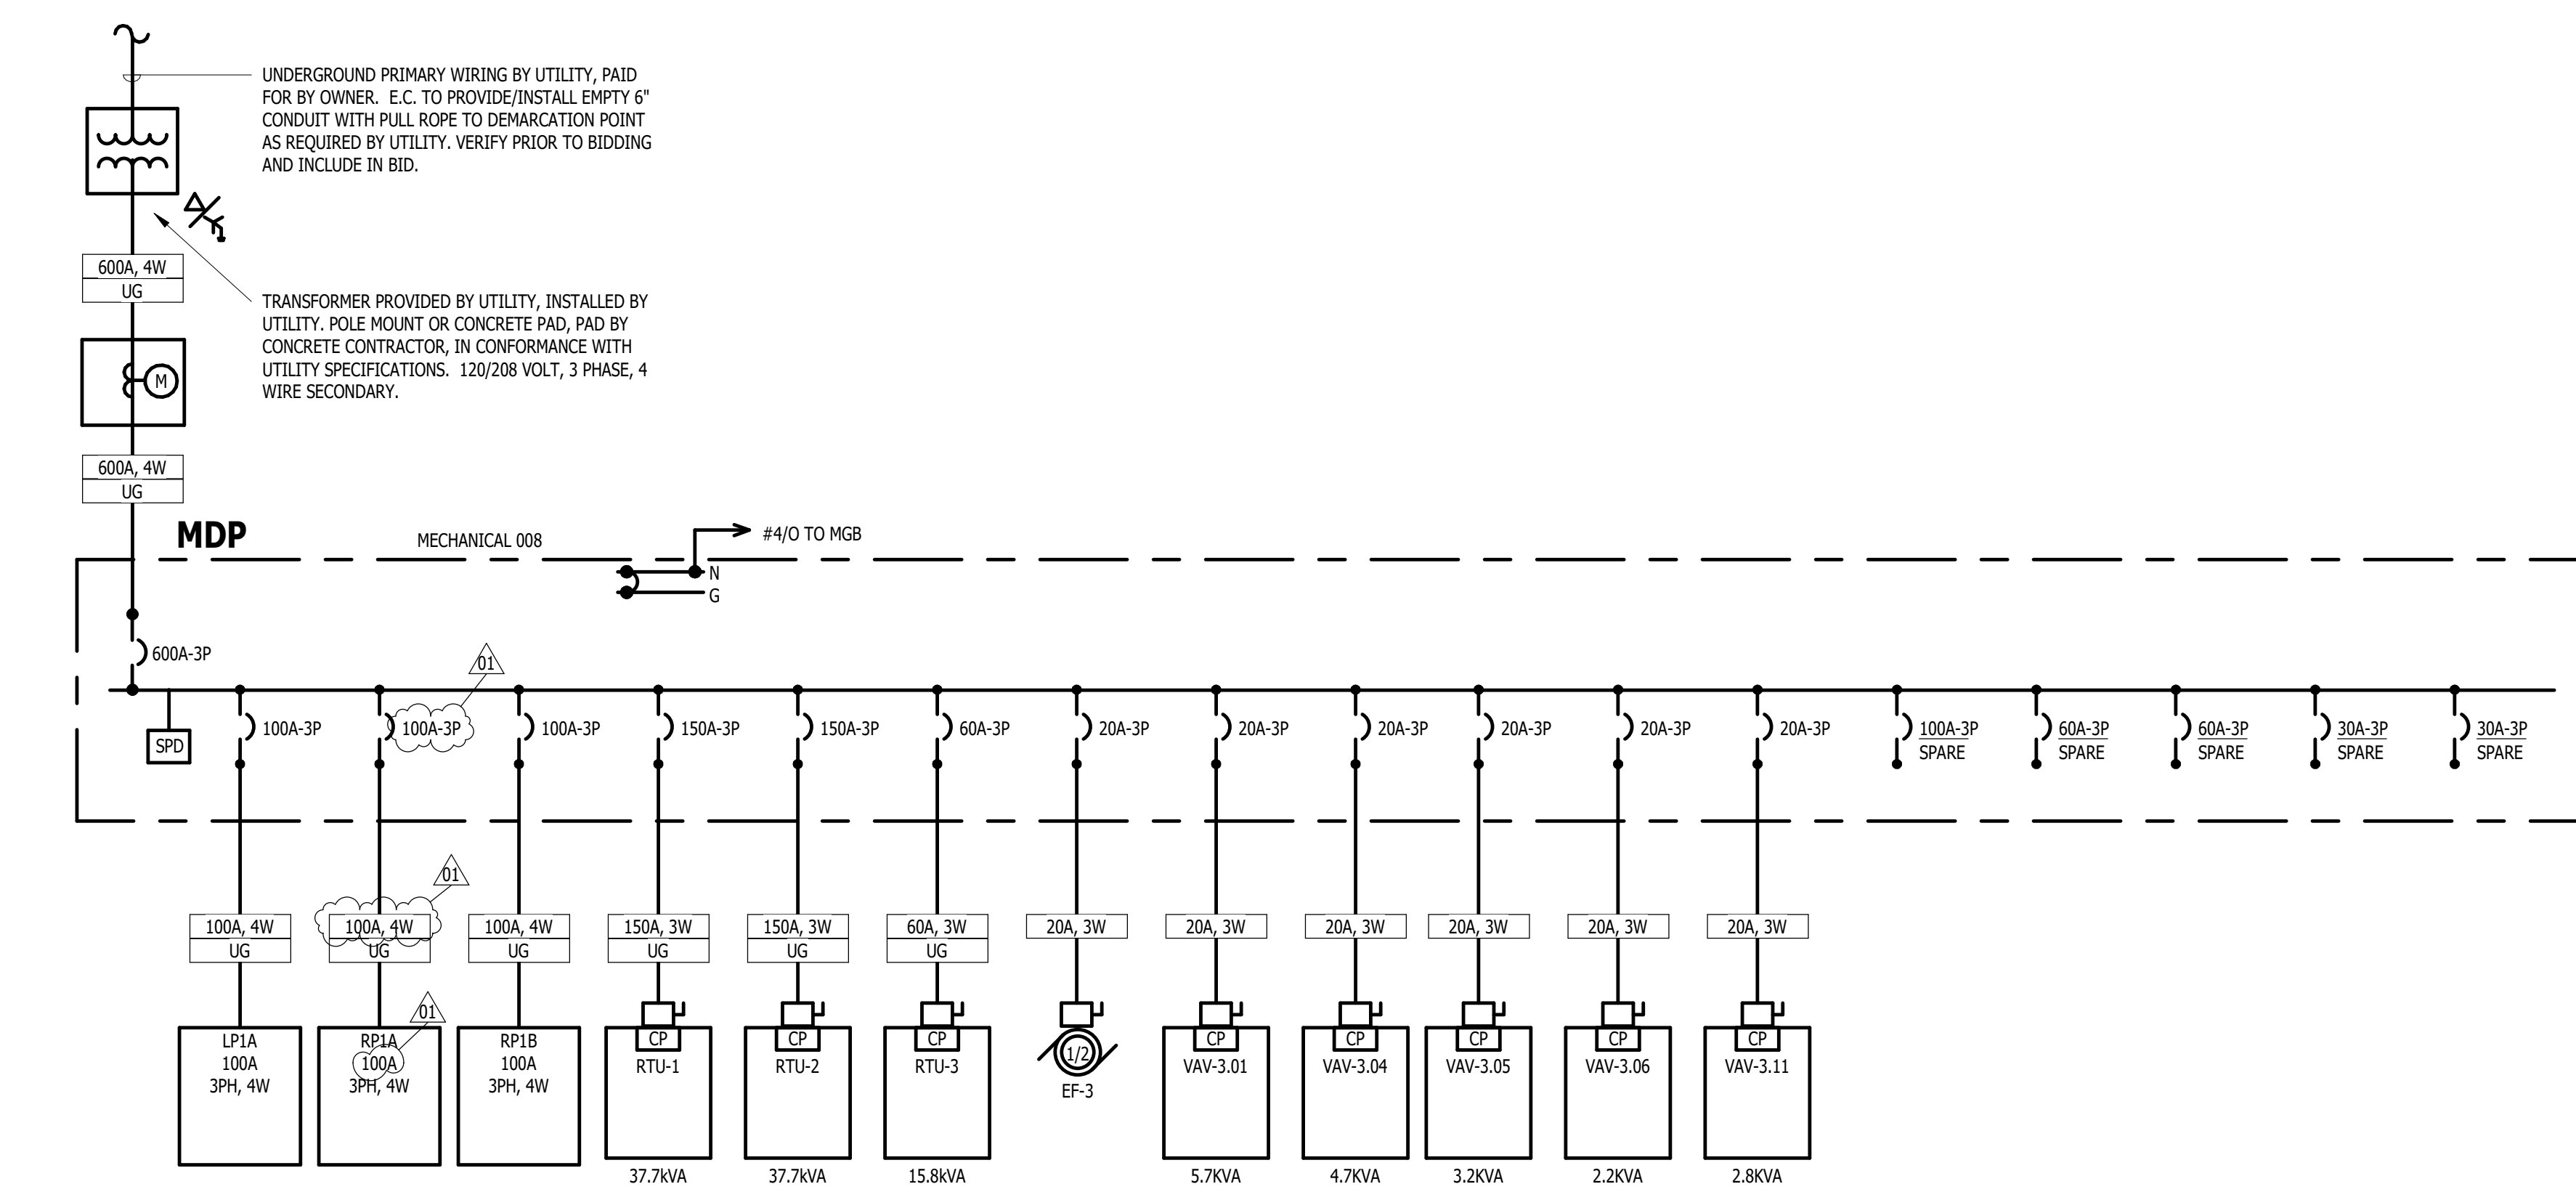 UNDERGROUND PRIMARY WIRING BY UTILITY, PAID
FOR BY OWNER.  E.C. TO PROVIDE/INSTALL EMPTY 6"
CONDUIT WITH PULL ROPE TO DEMARCATION POINT
AS REQUIRED BY UTILITY. VERIFY PRIOR TO BIDDING
AND INCLUDE IN BID.
600A, 4W
UG
TRANSFORMER PROVIDED BY UTILITY, INSTALLED BY
UTILITY. POLE MOUNT OR CONCRETE PAD, PAD BY
CONCRETE CONTRACTOR, IN CONFORMANCE WITH
UTILITY SPECIFICATIONS.  120/208 VOLT, 3 PHASE, 4
WIRE SECONDARY.
M
600A, 4W
UG
MDP
MECHANICAL 008
#4/O TO MGB
N
G
600A-3P
01
SPD
100A-3P
100A-3P
100A-3P
150A-3P
150A-3P
60A-3P
20A-3P
20A-3P
20A-3P
20A-3P
20A-3P
20A-3P
100A-3P
SPARE
60A-3P
SPARE
60A-3P
SPARE
30A-3P
SPARE
30A-3P
SPARE
01
100A, 4W
UG
100A, 4W
UG
100A, 4W
UG
150A, 3W
UG
150A, 3W
UG
60A, 3W
UG
20A, 3W
20A, 3W
20A, 3W
20A, 3W
20A, 3W
20A, 3W
01
LP1A
100A
3PH, 4W
RP1A
100A
3PH, 4W
RP1B
100A
3PH, 4W
CP
RTU-1
37.7kVA
CP
RTU-2
37.7kVA
CP
RTU-3
15.8kVA
1/2
EF-3
CP
VAV-3.01
5.7KVA
CP
VAV-3.04
4.7KVA
CP
VAV-3.05
3.2KVA
CP
VAV-3.06
2.2KVA
CP
VAV-3.11
2.8KVA